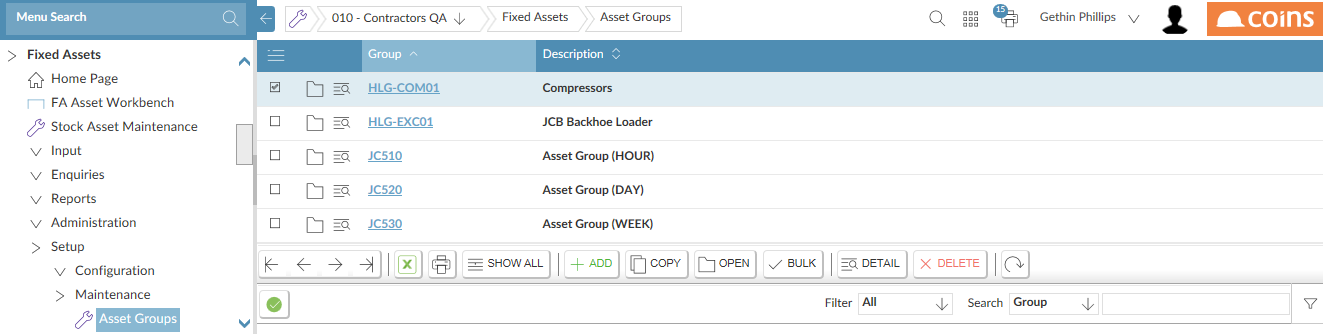 Menu Search
010 - Contractors QA
Fixed Assets
Asset Groups
15
Gethin Phillips
coins
Fixed Assets
Home Page
FA Asset Workbench
Stock Asset Maintenance
Input
Enquiries
Reports
Administration
Setup
Configuration
Maintenance
Asset Groups
Group Description
HLG-COM01 Compressors
HLG-EXC01 JCB Backhoe Loader
JC510 Asset Group (HOUR)
JC520 Asset Group (DAY)
JC530 Asset Group (WEEK)
SHOW ALL ADD COPY OPEN BULK DETAIL DELETE
Filter All Search Group